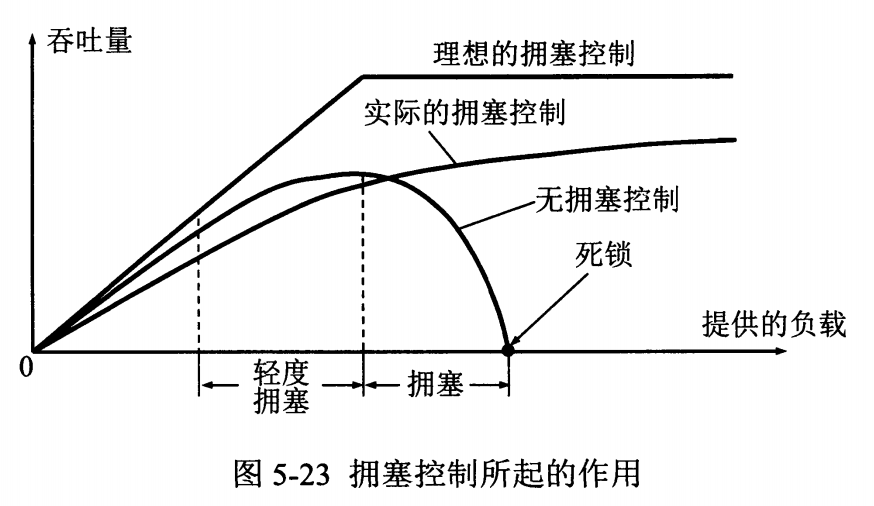 吞吐量
理想的拥塞控制
实际的拥塞控制
无拥塞控制
死锁
提供的负载
0
轻度
拥塞
拥塞
图 5-23 拥塞控制所起的作用